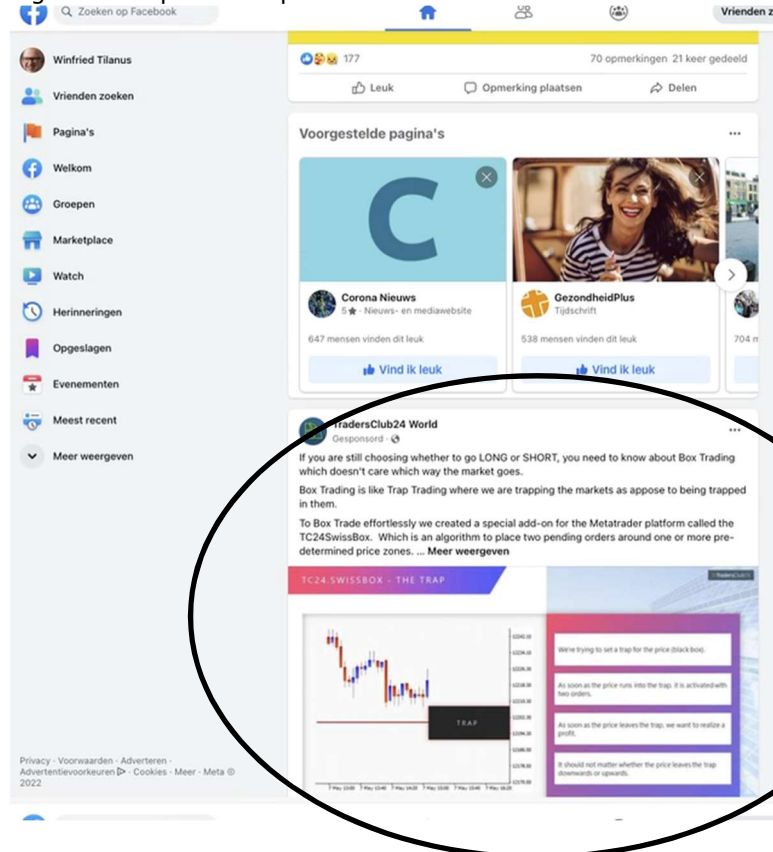 Zoeken op Facebook
Vrienden z
Winfried Tilanus
Vrienden zoeken
Pagina's
Welkom
Groepen
Marketplace
Watch
Herinneringen
Opgeslagen
Evenementen
Meest recent
Meer weergeven
Privacy · Voorwaarden · Adverteren ·
Advertentievoorkeuren · Cookies · Meer · Meta ©
2022
177
70 opmerkingen 21 keer gedeeld
Leuk
Opmerking plaatsen
Delen
Voorgestelde pagina's
C
Corona Nieuws
5★ · Nieuws- en mediawebsite
647 mensen vinden dit leuk
Vind ik leuk
GezondheidPlus
Tijdschrift
538 mensen vinden dit leuk
Vind ik leuk
704 m
TradersClub24 World
Gesponsord ·
If you are still choosing whether to go LONG or SHORT, you need to know about Box Trading
which doesn't care which way the market goes.
Box Trading is like Trap Trading where we are trapping the markets as appose to being trapped
in them.
To Box Trade effortlessly we created a special add-on for the Metatrader platform called the
TC24SwissBox. Which is an algorithm to place two pending orders around one or more pre-
determined price zones. ... Meer weergeven
TC24.SWISSBOX - THE TRAP
TRAP
We're trying to set a trap for the price (black box).
As soon as the price runs into the trap, it is activated with
two orders.
As soon as the price leaves the trap, we want to realize a
profit.
It should not matter whether the price leaves the trap
downwards or upwards.